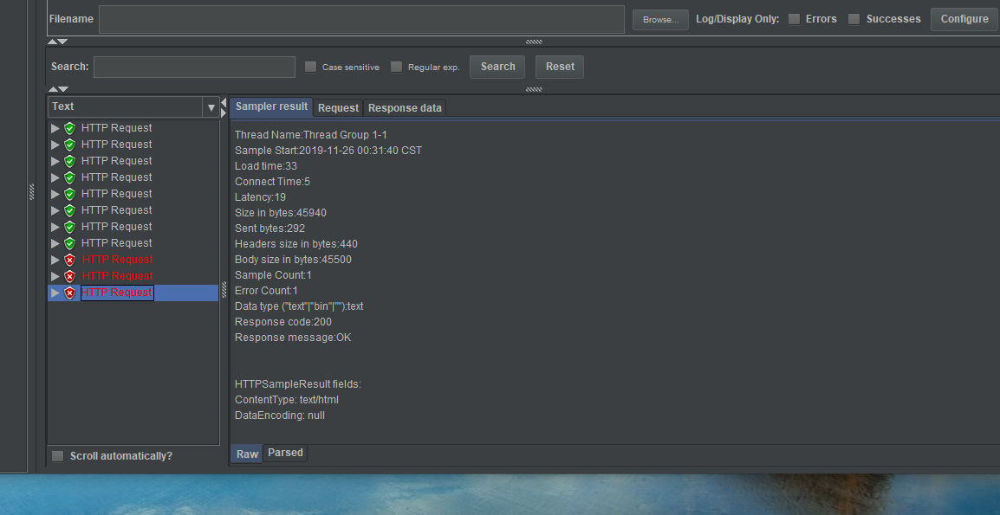 Filename Browse... Log/Display Only: Errors Successes Configure
Search: Case sensitive Regular exp. Search Reset
Text
Sampler result Request Response data
HTTP Request
HTTP Request
HTTP Request
HTTP Request
HTTP Request
HTTP Request
HTTP Request
HTTP Request
HTTP Request
HTTP Request
HTTP Request
Thread Name:Thread Group 1-1
Sample Start:2019-11-26 00:31:40 CST
Load time:33
Connect Time:5
Latency:19
Size in bytes:45940
Sent bytes:292
Headers size in bytes:440
Body size in bytes:45500
Sample Count:1
Error Count:1
Data type ("text"|"bin"|""):text
Response code:200
Response message:OK
HTTPSampleResult fields:
ContentType: text/html
DataEncoding: null
Scroll automatically?
Raw Parsed